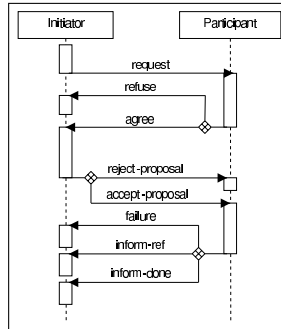 Initiator
Participant
request
refuse
agree
reject-proposal
accept-proposal
failure
inform-ref
inform-done